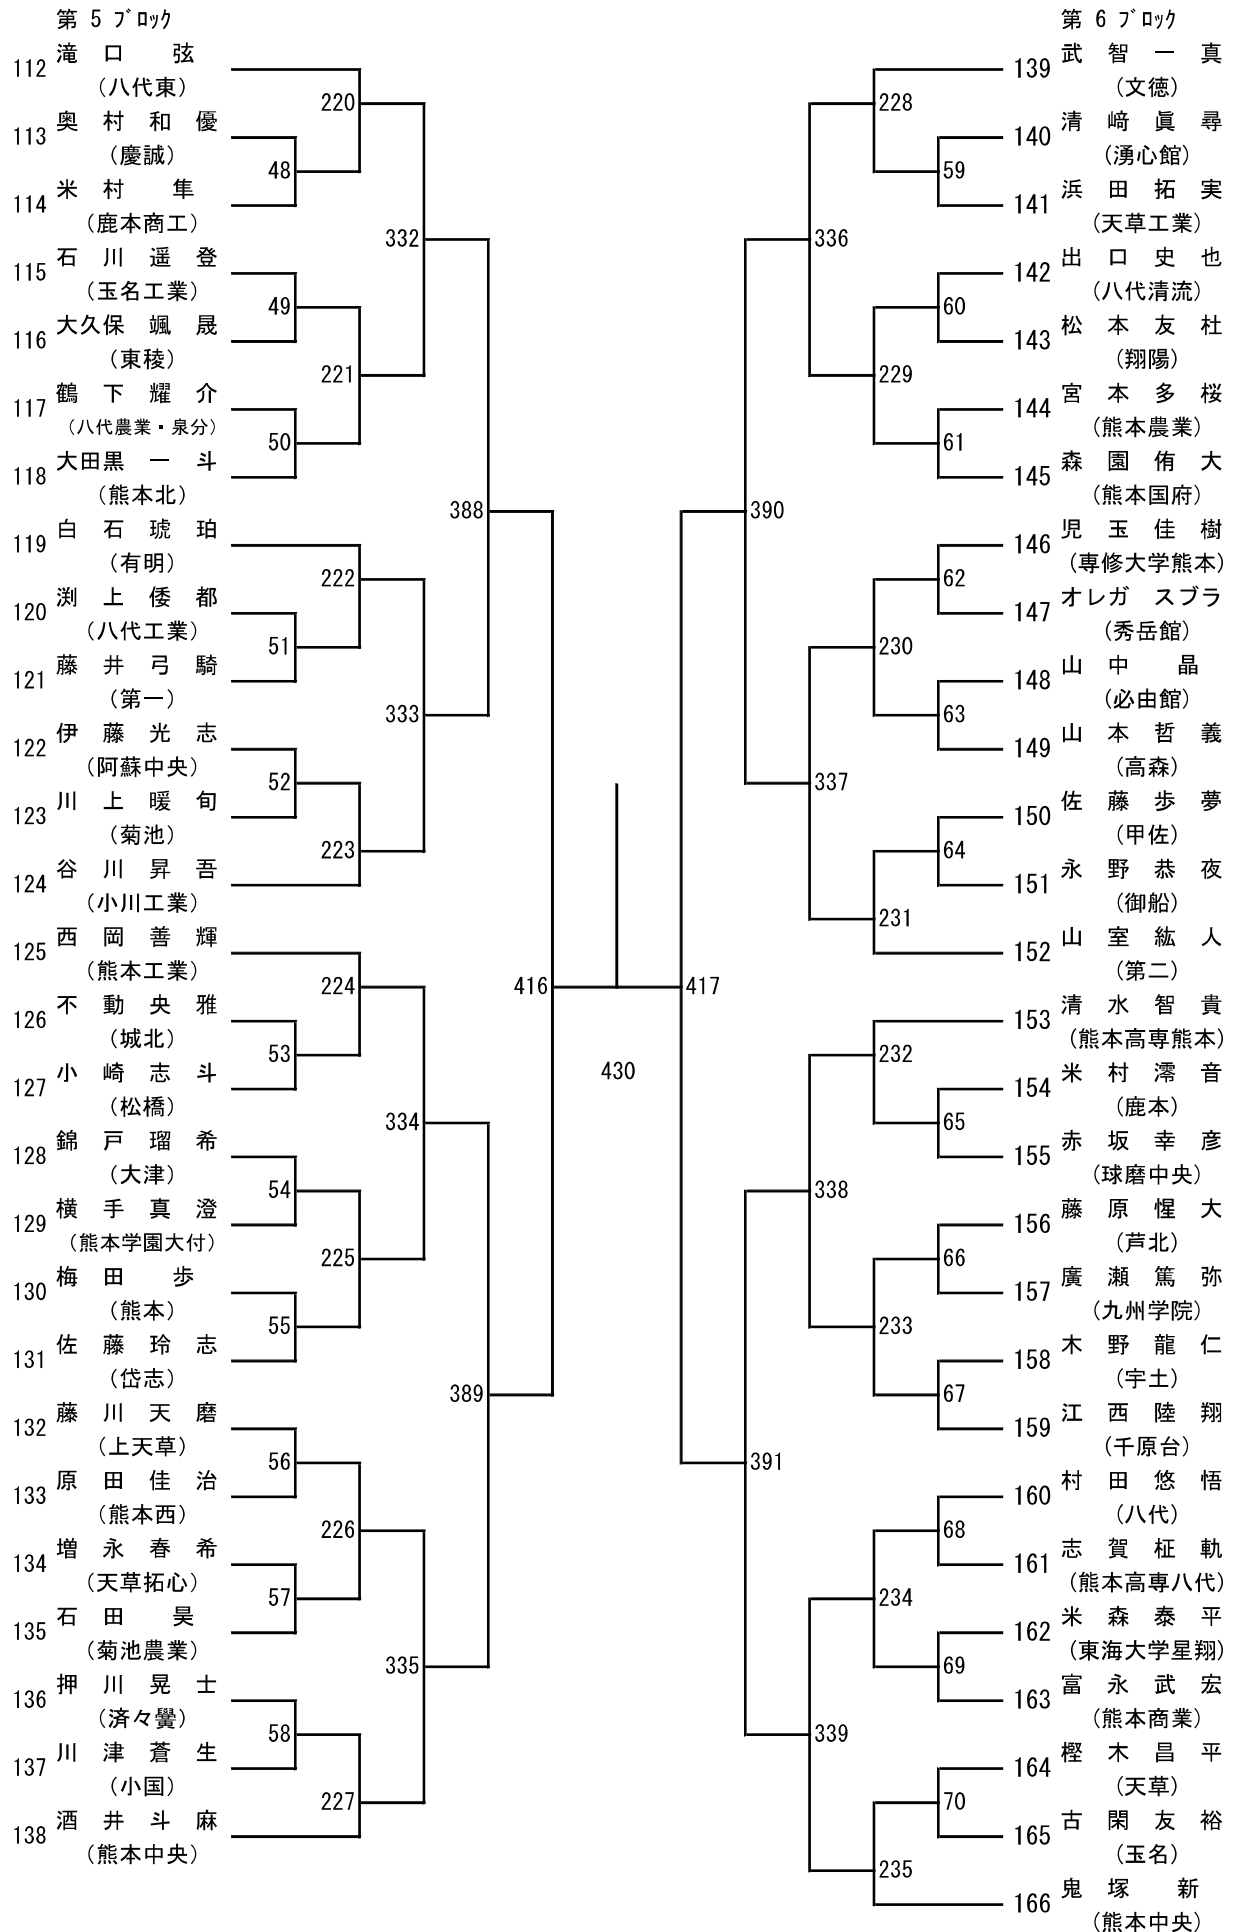 第 5 ブロック
112 滝口 弦
(八代東)
220
113 奥村和優
(慶誠)
48
114 米村 隼
(鹿本商工)
332
115 石川遥登
(玉名工業)
49
116 大久保 颯晟
(東稜)
221
117 鶴下耀介
(八代農業・泉分)
50
118 大田黒 一斗
(熊本北)
388
119 白石琥珀
(有明)
222
120 渕上倭都
(八代工業)
51
121 藤井弓騎
(第一)
333
122 伊藤光志
(阿蘇中央)
52
123 川上暖旬
(菊池)
223
124 谷川昇吾
(小川工業)
125 西岡善輝
(熊本工業)
224
416
126 不動央雅
(城北)
53
127 小崎志斗
(松橋)
334
128 錦戸瑠希
(大津)
54
129 横手真澄
(熊本学園大付)
225
130 梅田 歩
(熊本)
55
131 佐藤玲志
(岱志)
389
132 藤川天磨
(上天草)
56
133 原田佳治
(熊本西)
226
134 増永春希
(天草拓心)
57
135 石田 昊
(菊池農業)
335
136 押川晃士
(済々黌)
58
137 川津蒼生
(小国)
227
138 酒井斗麻
(熊本中央)
430
第 6 ブロック
139 武智一真
(文徳)
228
140 清﨑眞尋
(湧心館)
59
141 浜田拓実
(天草工業)
336
142 出口史也
(八代清流)
60
143 松本友杜
(翔陽)
229
144 宮本多桜
(熊本農業)
61
145 森園侑大
(熊本国府)
390
146 児玉佳樹
(専修大学熊本)
62
147 オレガ スブラ
(秀岳館)
230
148 山中 晶
(必由館)
63
149 山本哲義
(高森)
337
150 佐藤歩夢
(甲佐)
64
151 永野恭夜
(御船)
231
152 山室紘人
(第二)
417
153 清水智貴
(熊本高専熊本)
232
154 米村澪音
(鹿本)
65
155 赤坂幸彦
(球磨中央)
338
156 藤原惺大
(芦北)
66
157 廣瀬篤弥
(九州学院)
233
158 木野龍仁
(宇土)
67
159 江西陸翔
(千原台)
391
160 村田悠悟
(八代)
68
161 志賀柾軌
(熊本高専八代)
234
162 米森泰平
(東海大学星翔)
69
163 富永武宏
(熊本商業)
339
164 樫木昌平
(天草)
70
165 古閑友裕
(玉名)
235
166 鬼塚 新
(熊本中央)